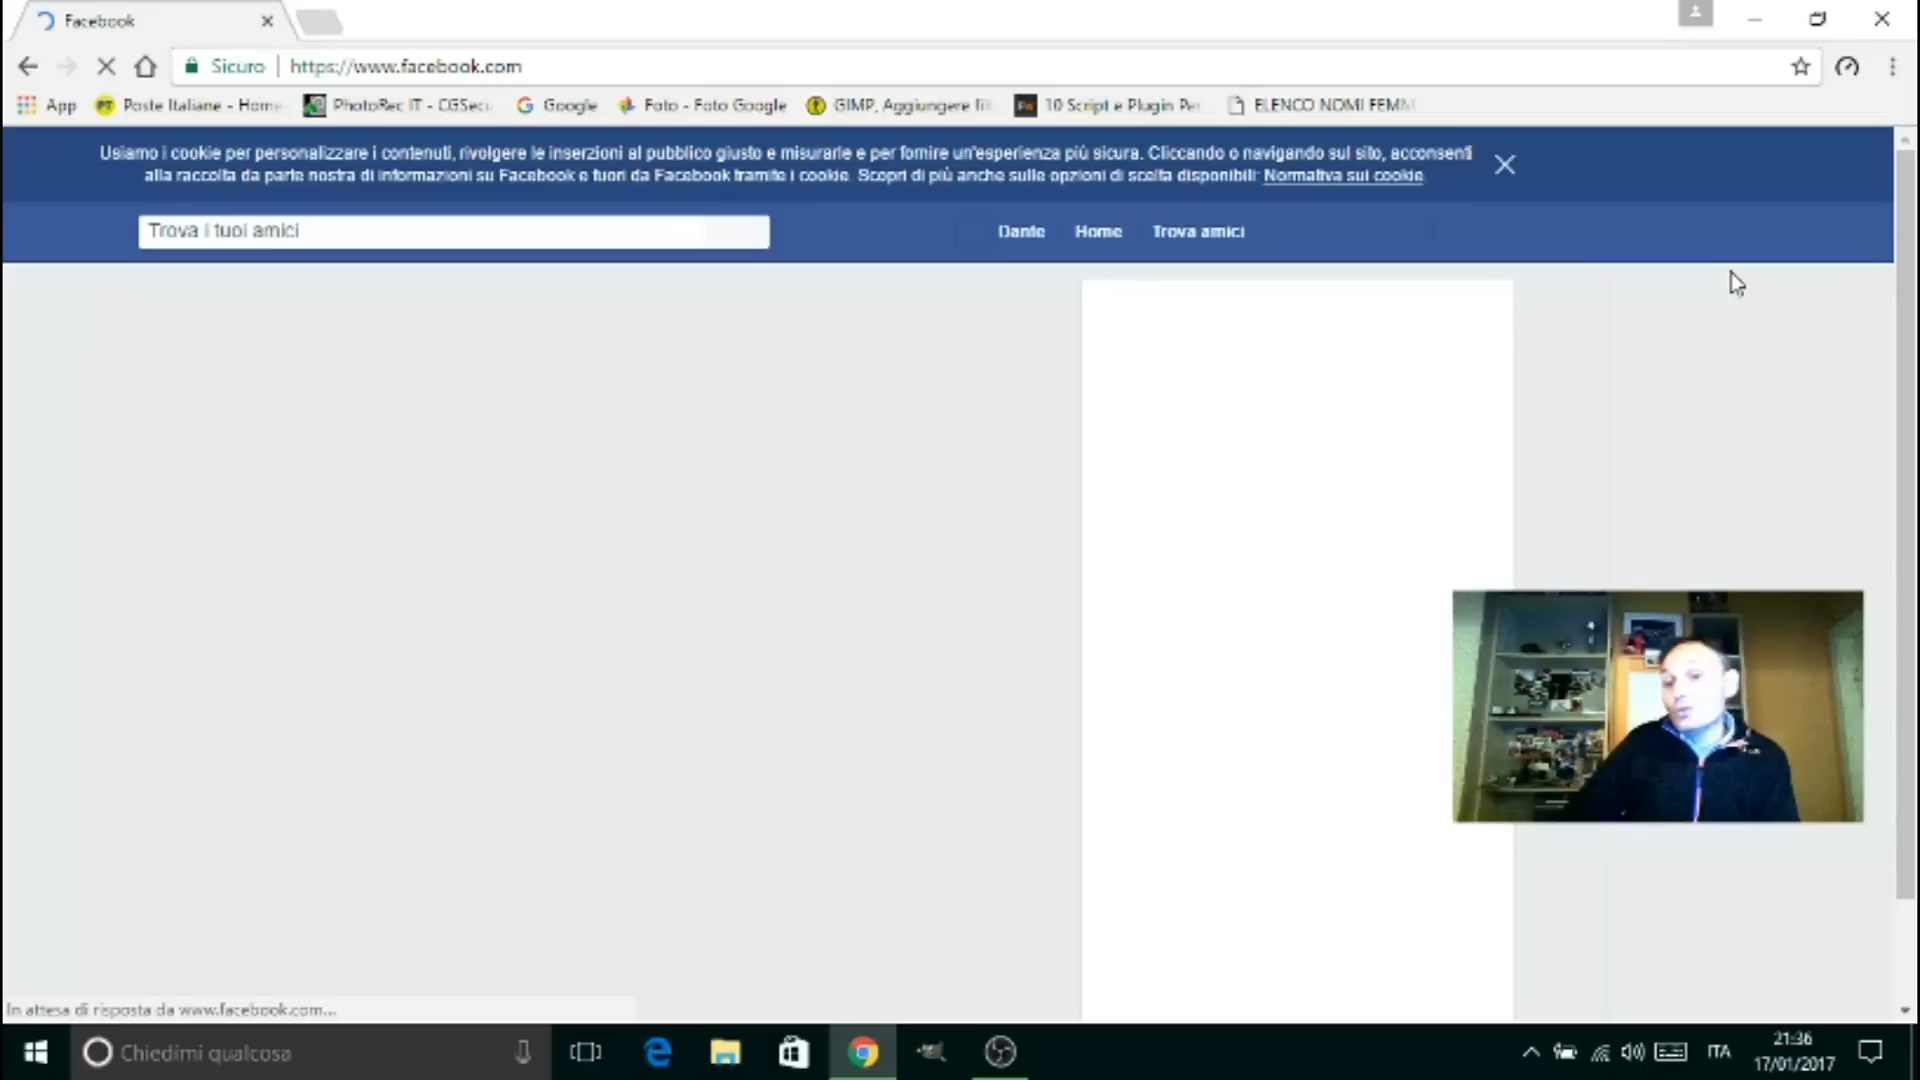 Facebook
Sicuro https://www.facebook.com
App Poste Italiane - Home PhotoRec IT - CGSecu Google Foto - Foto Google GIMP, Aggiungere fil 10 Script e Plugin Per ELENCO NOMI FEMM
Usiamo i cookie per personalizzare i contenuti, rivolgere le inserzioni al pubblico giusto e misurarle e per fornire un'esperienza più sicura. Cliccando o navigando sul sito, acconsenti
alla raccolta da parte nostra di informazioni su Facebook e fuori da Facebook tramite i cookie. Scopri di più anche sulle opzioni di scelta disponibili: Normativa sui cookie
Trova i tuoi amici Dante Home Trova amici
In attesa di risposta da www.facebook.com...
Chiedimi qualcosa ITA 21:36
17/01/2017